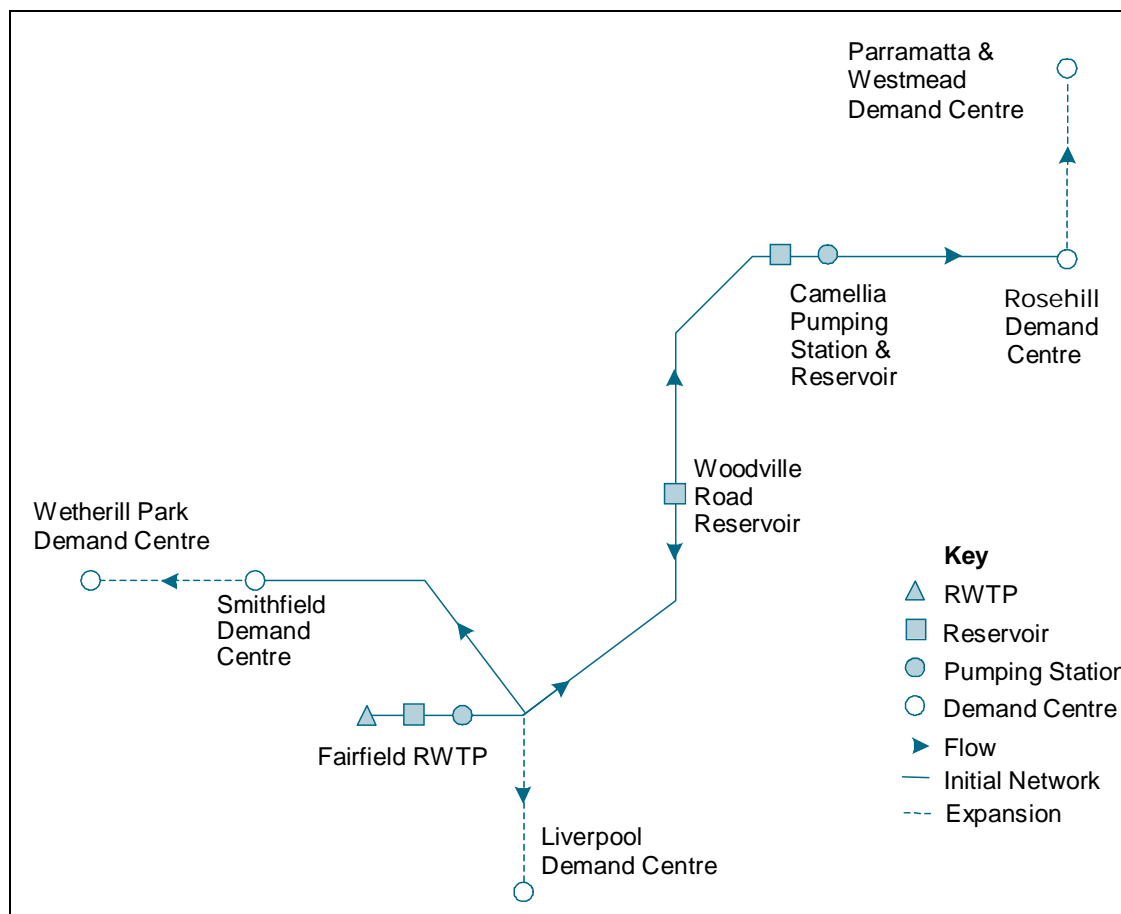 Parramatta &
Westmead
Demand Centre
Camellia
Pumping
Station &
Reservoir
Rosehill
Demand
Centre
Woodville
Road
Reservoir
Wetherill Park
Demand Centre
Smithfield
Demand
Centre
Fairfield RWTP
Liverpool
Demand Centre
Key
RWTP
Reservoir
Pumping Station
Demand Centre
Flow
Initial Network
Expansion